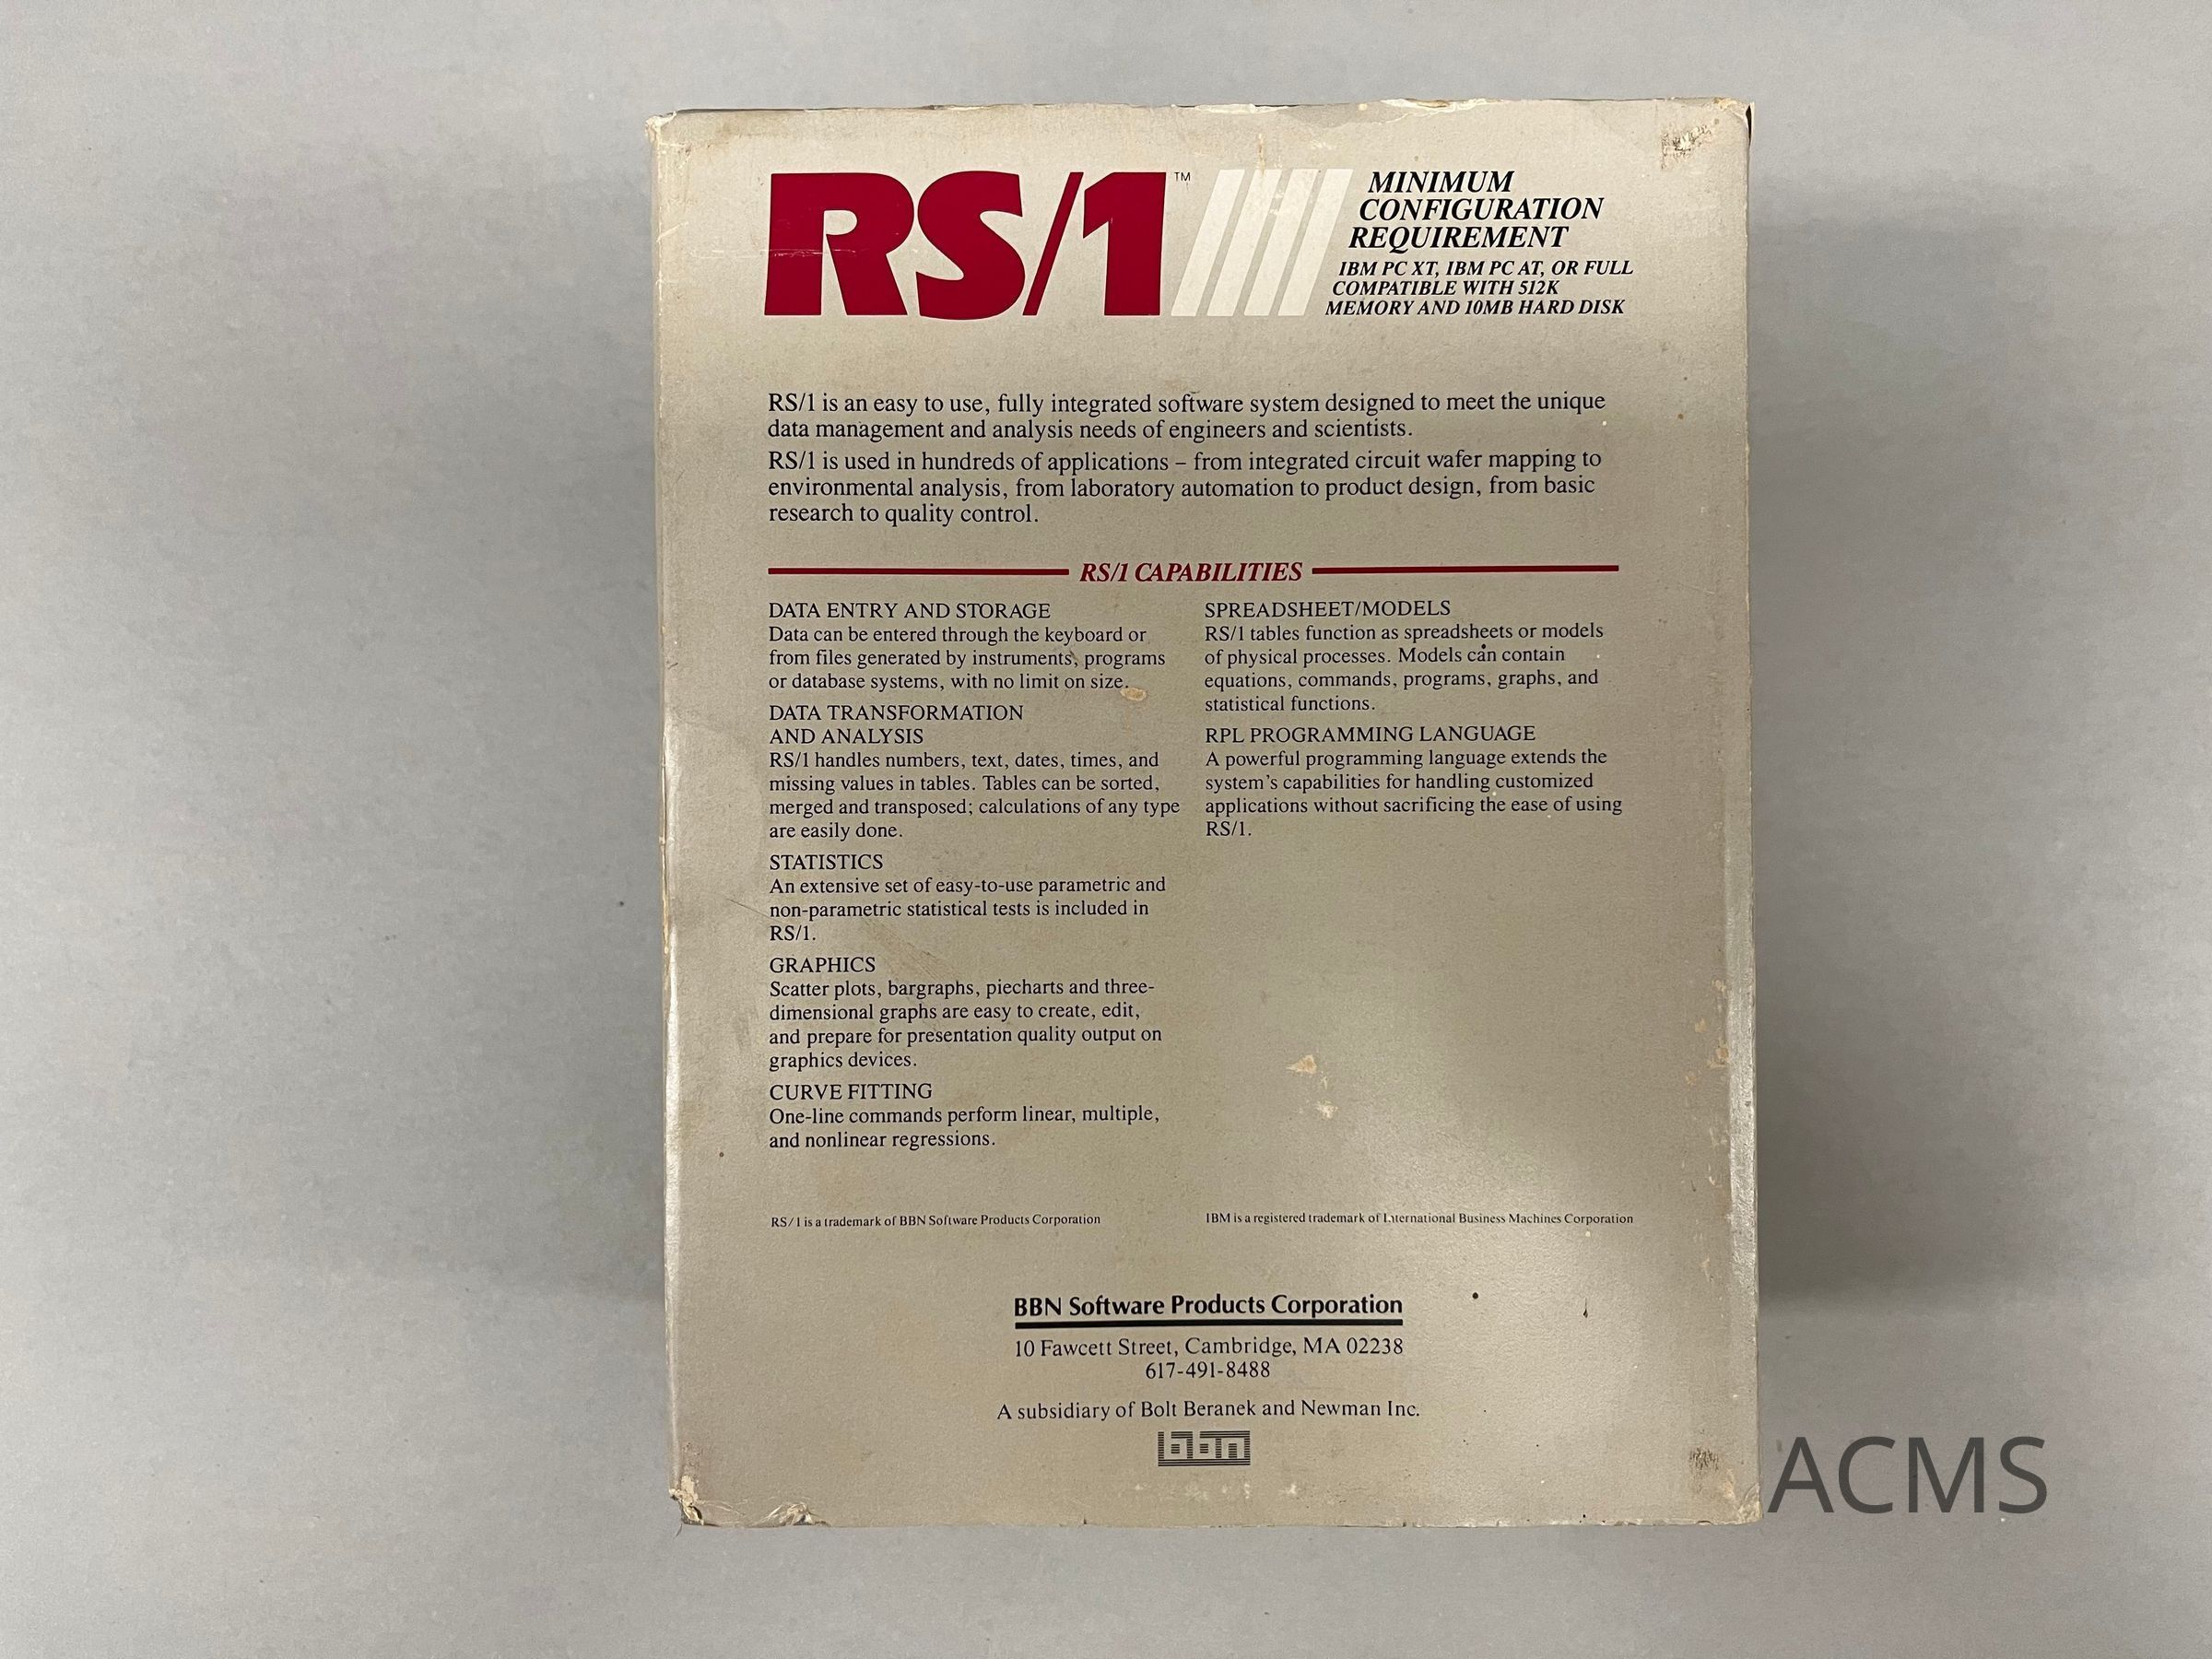 RS/1™
MINIMUM
CONFIGURATION
REQUIREMENT
IBM PC XT, IBM PC AT, OR FULL
COMPATIBLE WITH 512K
MEMORY AND 10MB HARD DISK
RS/1 is an easy to use, fully integrated software system designed to meet the unique
data management and analysis needs of engineers and scientists.
RS/1 is used in hundreds of applications – from integrated circuit wafer mapping to
environmental analysis, from laboratory automation to product design, from basic
research to quality control.
RS/1 CAPABILITIES
DATA ENTRY AND STORAGE
Data can be entered through the keyboard or
from files generated by instruments, programs
or database systems, with no limit on size.
DATA TRANSFORMATION
AND ANALYSIS
RS/1 handles numbers, text, dates, times, and
missing values in tables. Tables can be sorted,
merged and transposed; calculations of any type
are easily done.
STATISTICS
An extensive set of easy-to-use parametric and
non-parametric statistical tests is included in
RS/1.
GRAPHICS
Scatter plots, bargraphs, piecharts and three-
dimensional graphs are easy to create, edit,
and prepare for presentation quality output on
graphics devices.
CURVE FITTING
One-line commands perform linear, multiple,
and nonlinear regressions.
SPREADSHEET/MODELS
RS/1 tables function as spreadsheets or models
of physical processes. Models can contain
equations, commands, programs, graphs, and
statistical functions.
RPL PROGRAMMING LANGUAGE
A powerful programming language extends the
system's capabilities for handling customized
applications without sacrificing the ease of using
RS/1.
RS/1 is a trademark of BBN Software Products Corporation
IBM is a registered trademark of International Business Machines Corporation
BBN Software Products Corporation
10 Fawcett Street, Cambridge, MA 02238
617-491-8488
A subsidiary of Bolt Beranek and Newman Inc.
bbn
ACMS